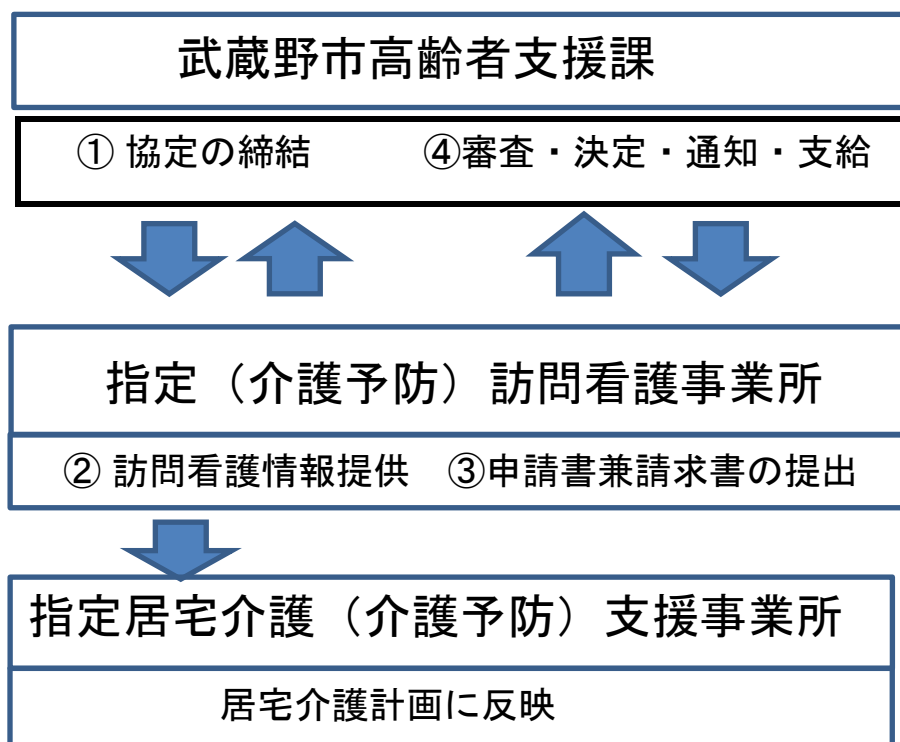 武蔵野市高齢者支援課
① 協定の締結 ④審査・決定・通知・支給
指定（介護予防）訪問看護事業所
② 訪問看護情報提供 ③申請書兼請求書の提出
指定居宅介護（介護予防）支援事業所
居宅介護計画に反映